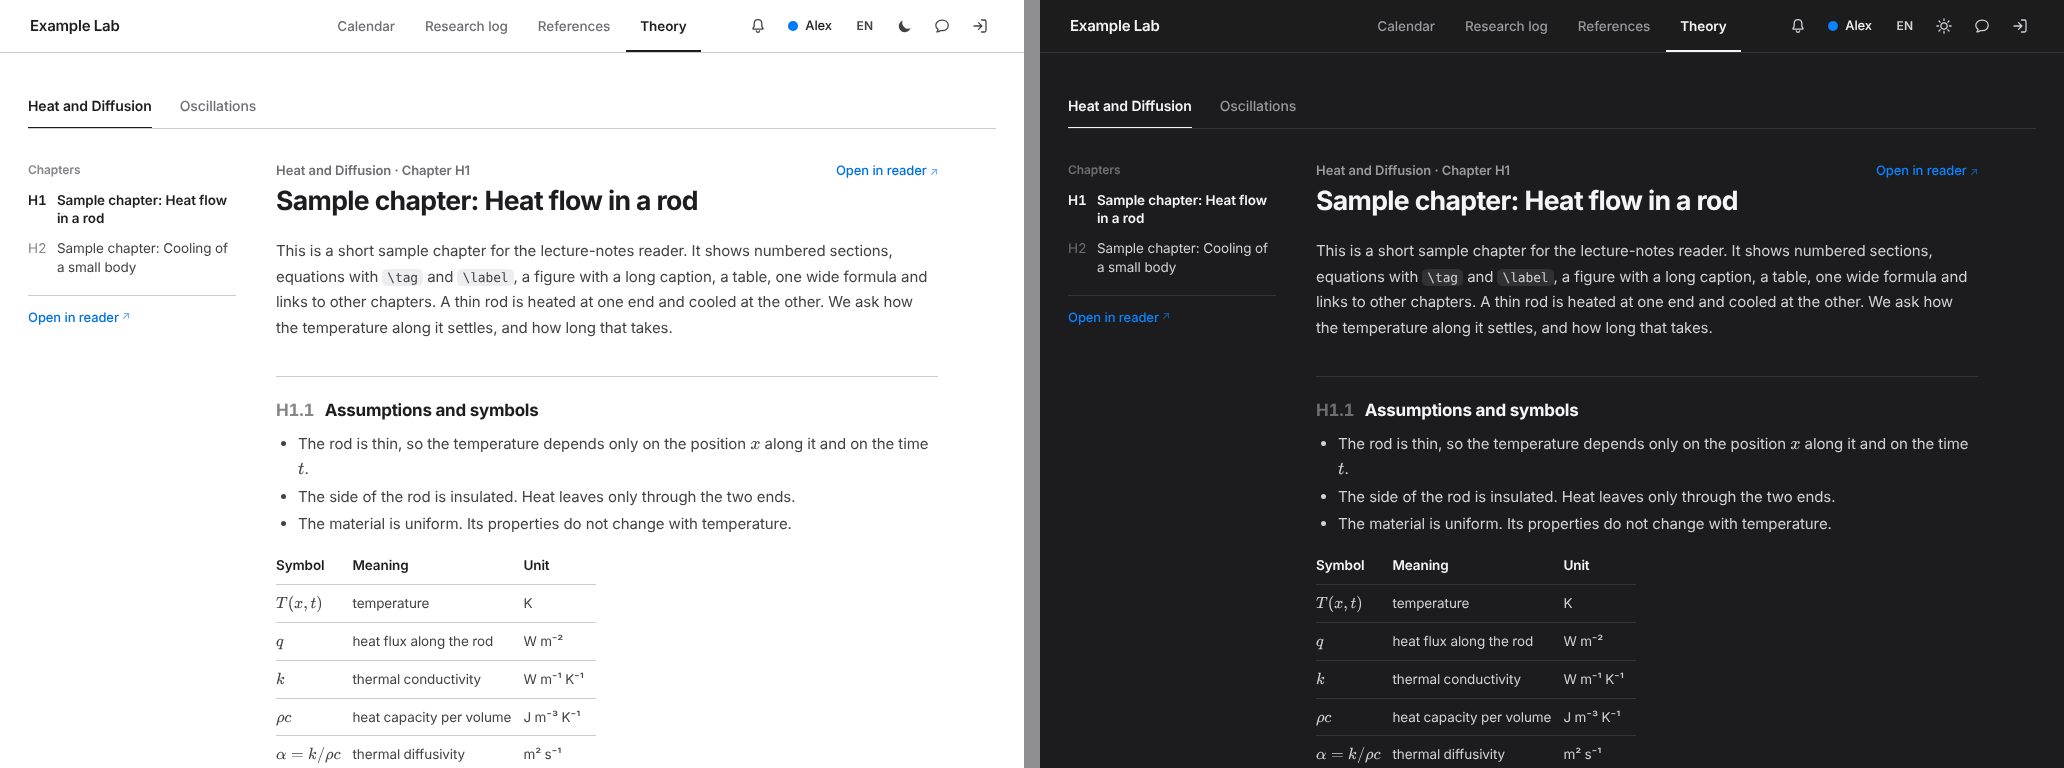 Example Lab Calendar Research log References Theory Alex EN
Heat and Diffusion Oscillations
Chapters
H1 Sample chapter: Heat flow
in a rod
H2 Sample chapter: Cooling of
a small body
Open in reader ↗
Heat and Diffusion · Chapter H1 Open in reader ↗
Sample chapter: Heat flow in a rod
This is a short sample chapter for the lecture-notes reader. It shows numbered sections,
equations with \tag and \label, a figure with a long caption, a table, one wide formula and
links to other chapters. A thin rod is heated at one end and cooled at the other. We ask how
the temperature along it settles, and how long that takes.
H1.1 Assumptions and symbols
• The rod is thin, so the temperature depends only on the position x along it and on the time
t.
• The side of the rod is insulated. Heat leaves only through the two ends.
• The material is uniform. Its properties do not change with temperature.
Symbol Meaning Unit
T(x, t) temperature K
q heat flux along the rod W m⁻²
k thermal conductivity W m⁻¹ K⁻¹
ρc heat capacity per volume J m⁻³ K⁻¹
α = k/ρc thermal diffusivity m² s⁻¹
Example Lab Calendar Research log References Theory Alex EN
Heat and Diffusion Oscillations
Chapters
H1 Sample chapter: Heat flow
in a rod
H2 Sample chapter: Cooling of
a small body
Open in reader ↗
Heat and Diffusion · Chapter H1 Open in reader ↗
Sample chapter: Heat flow in a rod
This is a short sample chapter for the lecture-notes reader. It shows numbered sections,
equations with \tag and \label, a figure with a long caption, a table, one wide formula and
links to other chapters. A thin rod is heated at one end and cooled at the other. We ask how
the temperature along it settles, and how long that takes.
H1.1 Assumptions and symbols
• The rod is thin, so the temperature depends only on the position x along it and on the time
t.
• The side of the rod is insulated. Heat leaves only through the two ends.
• The material is uniform. Its properties do not change with temperature.
Symbol Meaning Unit
T(x, t) temperature K
q heat flux along the rod W m⁻²
k thermal conductivity W m⁻¹ K⁻¹
ρc heat capacity per volume J m⁻³ K⁻¹
α = k/ρc thermal diffusivity m² s⁻¹